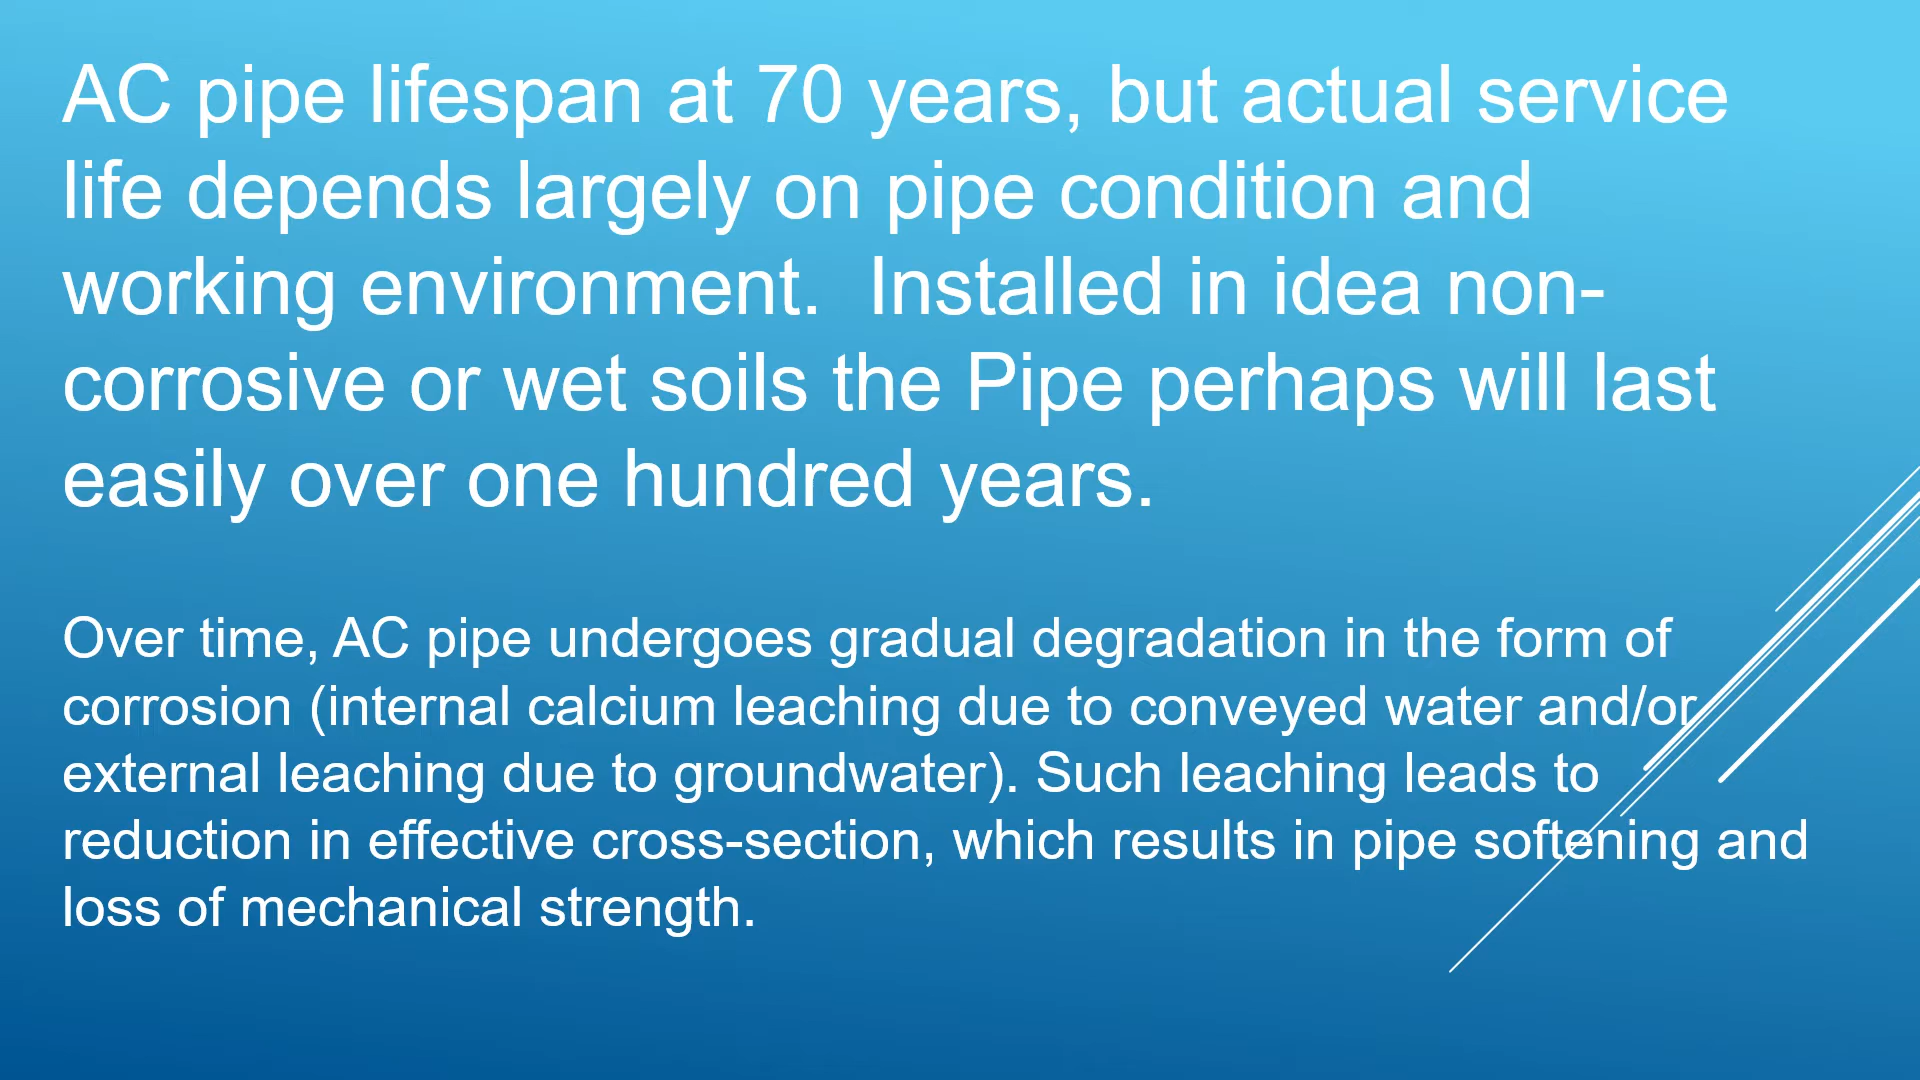 AC pipe lifespan at 70 years, but actual service
life depends largely on pipe condition and
working environment.  Installed in idea non-
corrosive or wet soils the Pipe perhaps will last
easily over one hundred years.
Over time, AC pipe undergoes gradual degradation in the form of
corrosion (internal calcium leaching due to conveyed water and/or
external leaching due to groundwater). Such leaching leads to
reduction in effective cross-section, which results in pipe softening and
loss of mechanical strength.